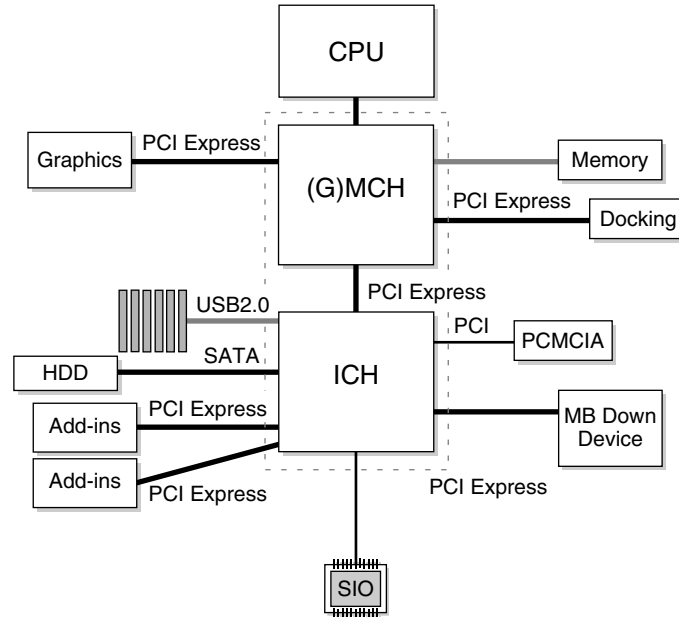 CPU
PCI Express
Graphics
(G)MCH
Memory
PCI Express
Docking
PCI Express
USB2.0
PCI
PCMCIA
SATA
HDD
ICH
PCI Express
Add-ins
MB Down
Device
Add-ins
PCI Express
PCI Express
SIO